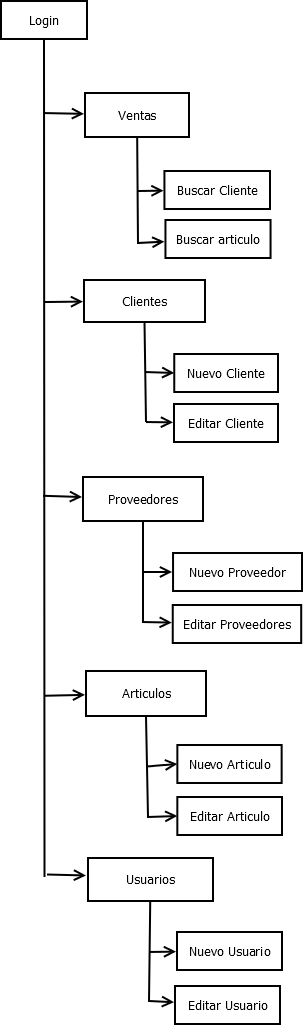 Login
Ventas
Buscar Cliente
Buscar articulo
Clientes
Nuevo Cliente
Editar Cliente
Proveedores
Nuevo Proveedor
Editar Proveedores
Articulos
Nuevo Articulo
Editar Articulo
Usuarios
Nuevo Usuario
Editar Usuario